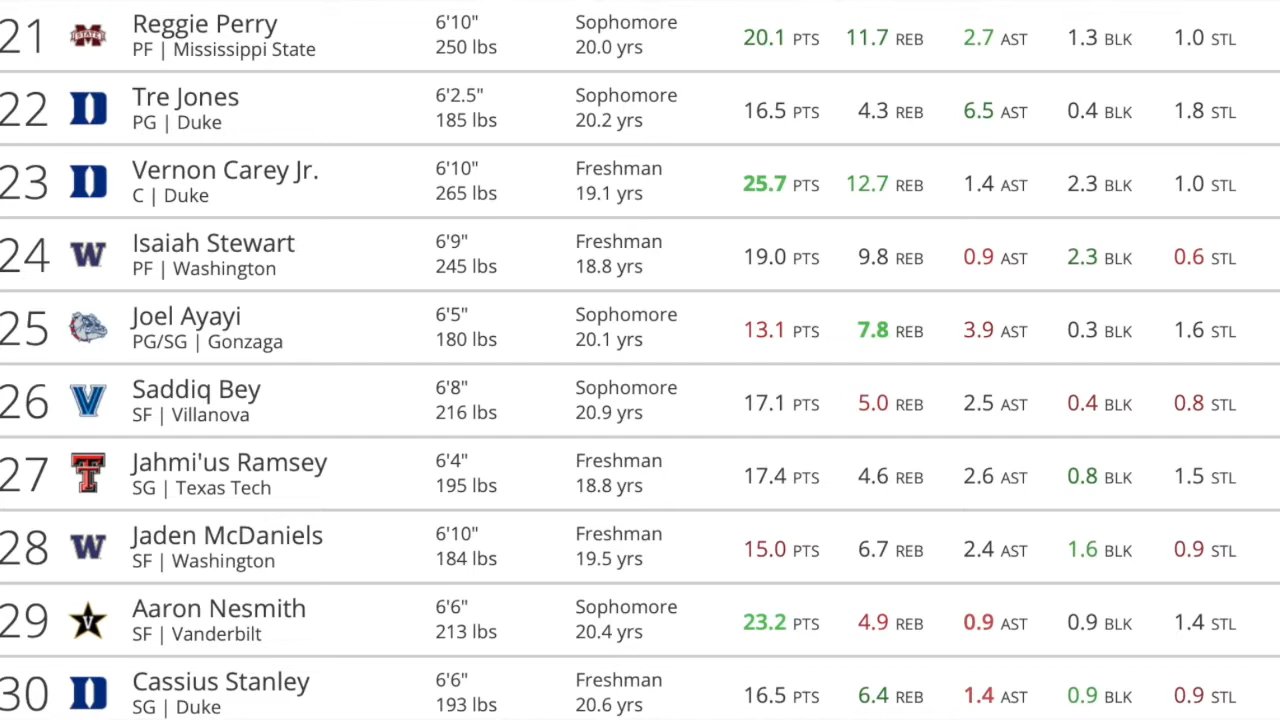 21 STATE Reggie Perry 6'10" Sophomore 20.1 PTS 11.7 REB 2.7 AST 1.3 BLK 1.0 STL
PF | Mississippi State 250 lbs 20.0 yrs
22 D Tre Jones 6'2.5" Sophomore 16.5 PTS 4.3 REB 6.5 AST 0.4 BLK 1.8 STL
PG | Duke 185 lbs 20.2 yrs
23 D Vernon Carey Jr. 6'10" Freshman 25.7 PTS 12.7 REB 1.4 AST 2.3 BLK 1.0 STL
C | Duke 265 lbs 19.1 yrs
24 W Isaiah Stewart 6'9" Freshman 19.0 PTS 9.8 REB 0.9 AST 2.3 BLK 0.6 STL
PF | Washington 245 lbs 18.8 yrs
25 Joel Ayayi 6'5" Sophomore 13.1 PTS 7.8 REB 3.9 AST 0.3 BLK 1.6 STL
PG/SG | Gonzaga 180 lbs 20.1 yrs
26 V Saddiq Bey 6'8" Sophomore 17.1 PTS 5.0 REB 2.5 AST 0.4 BLK 0.8 STL
SF | Villanova 216 lbs 20.9 yrs
27 T Jahmi'us Ramsey 6'4" Freshman 17.4 PTS 4.6 REB 2.6 AST 0.8 BLK 1.5 STL
SG | Texas Tech 195 lbs 18.8 yrs
28 W Jaden McDaniels 6'10" Freshman 15.0 PTS 6.7 REB 2.4 AST 1.6 BLK 0.9 STL
SF | Washington 184 lbs 19.5 yrs
29 V Aaron Nesmith 6'6" Sophomore 23.2 PTS 4.9 REB 0.9 AST 0.9 BLK 1.4 STL
SF | Vanderbilt 213 lbs 20.4 yrs
30 D Cassius Stanley 6'6" Freshman 16.5 PTS 6.4 REB 1.4 AST 0.9 BLK 0.9 STL
SG | Duke 193 lbs 20.6 yrs